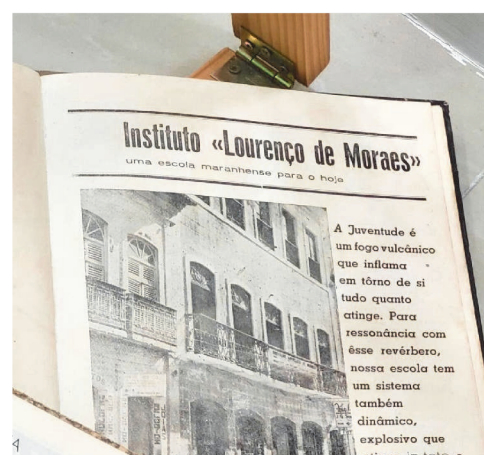 Instituto «Lourenço de Moraes»
uma escola maranhense para o hoje
A Juventude é
um fogo vulcânico
que inflama
em tôrno de si
tudo quanto
atinge. Para
ressonância com
êsse revérbero,
nossa escola tem
um sistema
também
dinâmico,
explosivo que
4